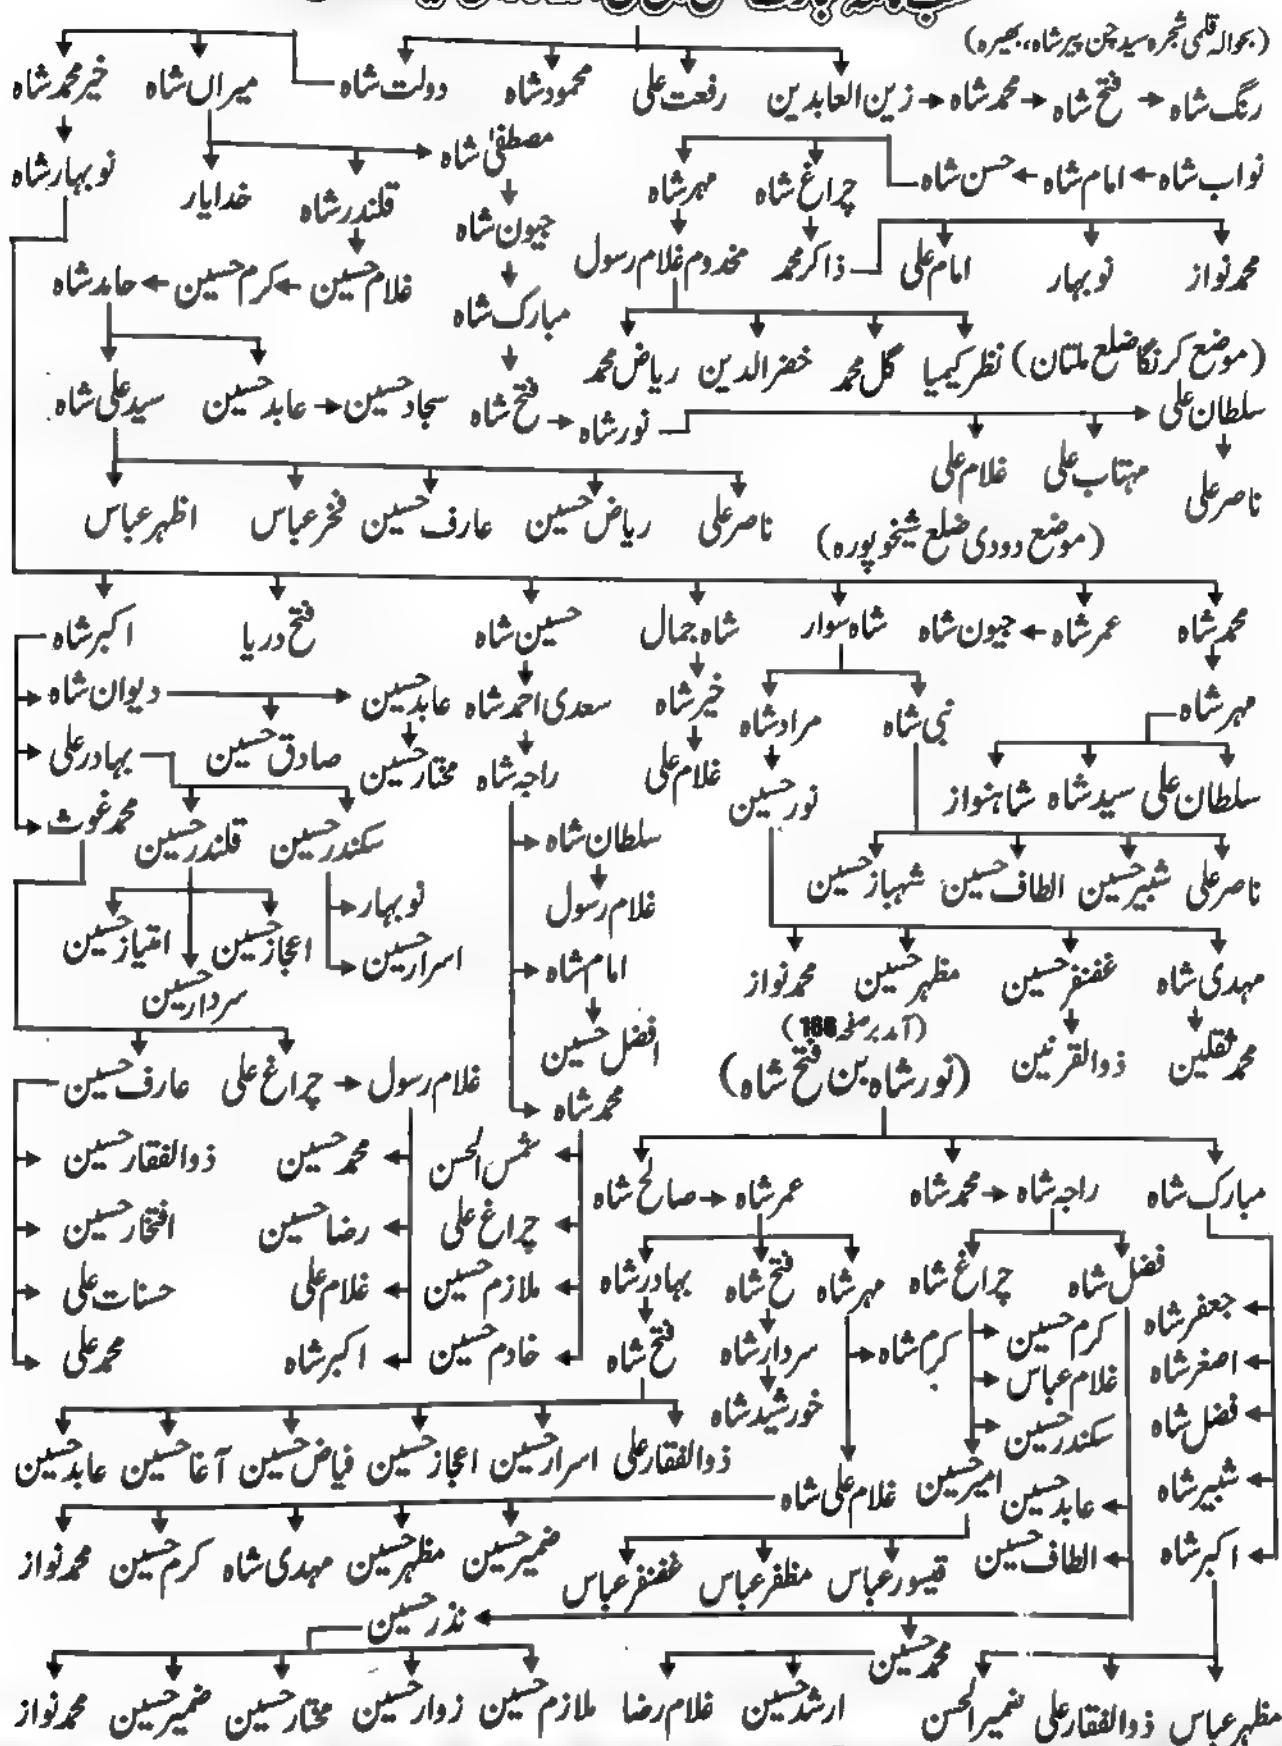 (بحوالہ قلمی شجرہ سید چن پیر شاہ، بھیرہ)
رنگ شاہ فتح شاہ محمد شاہ زین العابدین رفعت علی محمود شاہ دولت شاہ میراں شاہ خیر محمد شاہ
نواب شاہ امام شاہ حسن شاہ چراغ شاہ مہر شاہ مصطفیٰ شاہ قلندر شاہ خدایار نو بہار شاہ
محمد نواز نو بہار امام علی ذاکر محمد مخدوم غلام رسول جیون شاہ غلام حسین کرم حسین حامد شاہ
مبارک شاہ
(موضع کرنگا ضلع ملتان) نظر کیمیا گل محمد خضر الدین ریاض محمد
سلطان علی نور شاہ فتح شاہ سجاد حسین عابد حسین سید علی شاہ
ناصر علی مہتاب علی غلام علی
(موضع دودی ضلع شیخوپورہ) ناصر علی ریاض حسین عارف حسین فخر عباس اظہر عباس
محمد شاہ عمر شاہ جیون شاہ شاہ سوار شاہ جمال حسین شاہ فتح دریا اکبر شاہ
مہر شاہ نبی شاہ مراد شاہ خیر شاہ سعدی احمد شاہ عابد حسین دیوان شاہ
سلطان علی سید شاہ شاہنواز نور حسین غلام علی راجہ شاہ مختار حسین صادق حسین بہادر علی
سلطان شاہ سکندر حسین قلندر حسین محمد غوث
ناصر علی شبیر حسین الطاف حسین شہباز حسین غلام رسول نو بہار اعجاز حسین امتیاز حسین
مہدی شاہ غضنفر حسین مظہر حسین محمد نواز امام شاہ اسرار حسین سردار حسین
(آمد بر صفحہ 166)
محمد ثقلین ذوالقرنین (نور شاہ بن فتح شاہ) افضل حسین غلام رسول چراغ علی عارف حسین
محمد شاہ
شمس الحسن محمد حسین ذوالفقار حسین
مبارک شاہ راجہ شاہ محمد شاہ عمر شاہ صالح شاہ چراغ علی رضا حسین افتخار حسین
فضل شاہ چراغ شاہ مہر شاہ فتح شاہ بہادر شاہ ملازم حسین غلام علی حسنات علی
جعفر شاہ کرم حسین کرم شاہ سردار شاہ فتح شاہ خادم حسین اکبر شاہ محمد علی
اصغر شاہ غلام عباس
فضل شاہ سکندر حسین خورشید شاہ
ذوالفقار علی اسرار حسین اعجاز حسین فیاض حسین آغا حسین عابد حسین
شبیر شاہ عابد حسین امیر حسین غلام علی شاہ
اکبر شاہ الطاف حسین قیسور عباس مظفر عباس غضنفر عباس ضمیر حسین مظہر حسین مہدی شاہ کرم حسین محمد نواز
نذر حسین
محمد حسین
مظہر عباس ذوالفقار علی ضمیر الحسن ارشد حسین غلام رضا ملازم حسین زوار حسین مختار حسین ضمیر حسین محمد نواز